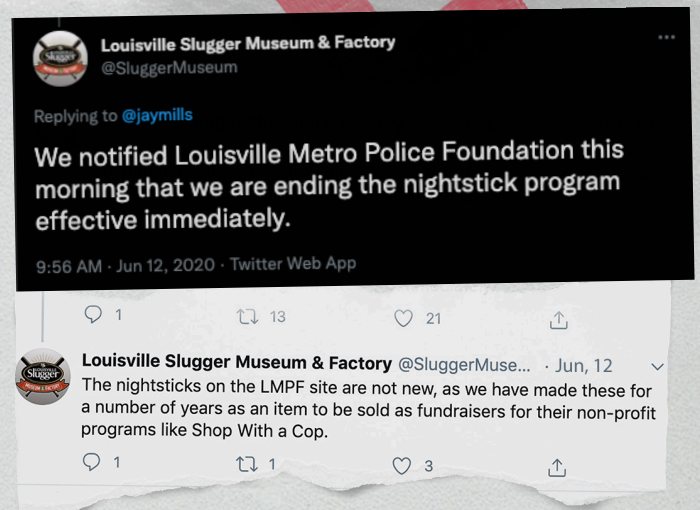 Louisville Slugger Museum & Factory
@SluggerMuseum
Replying to @jaymills
We notified Louisville Metro Police Foundation this
morning that we are ending the nightstick program
effective immediately.
9:56 AM · Jun 12, 2020 · Twitter Web App
1 13 21
Louisville Slugger Museum & Factory @SluggerMuse... · Jun, 12
The nightsticks on the LMPF site are not new, as we have made these for
a number of years as an item to be sold as fundraisers for their non-profit
programs like Shop With a Cop.
1 1 3